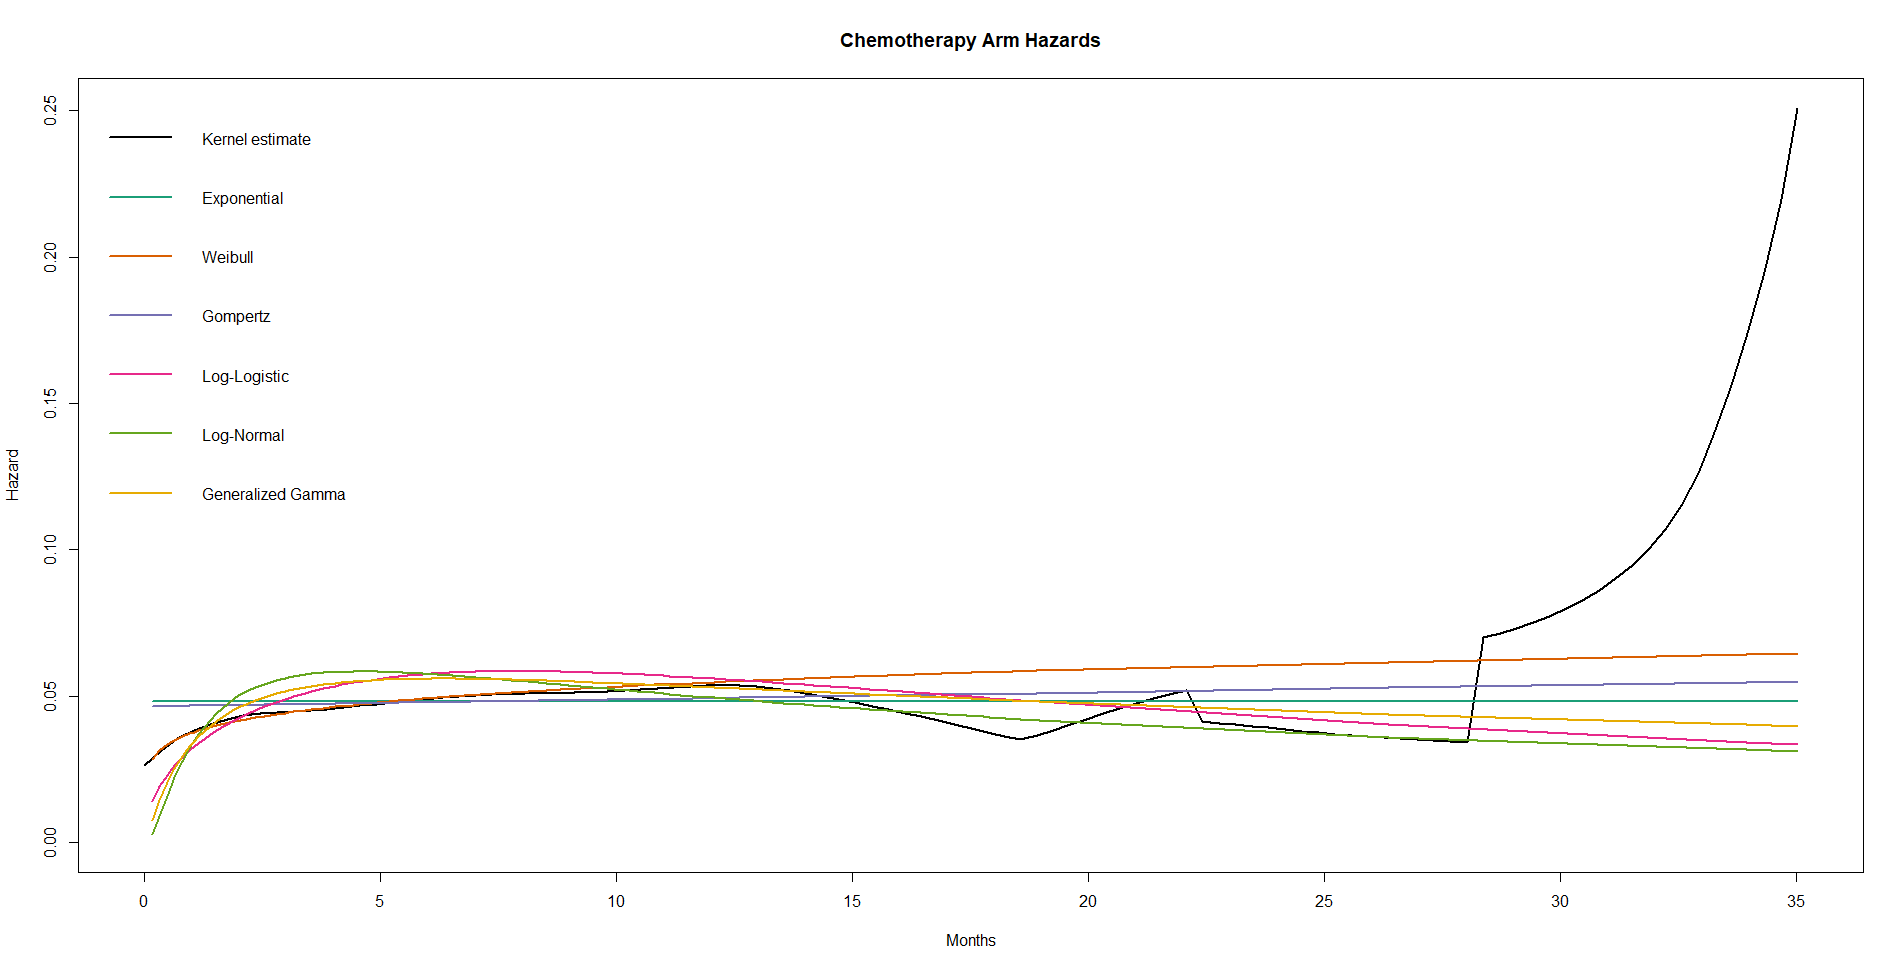 Chemotherapy Arm Hazards
0.25
0.20
0.15
0.10
0.05
0.00
Hazard
Kernel estimate
Exponential
Weibull
Gompertz
Log-Logistic
Log-Normal
Generalized Gamma
0 5 10 15 20 25 30 35
Months